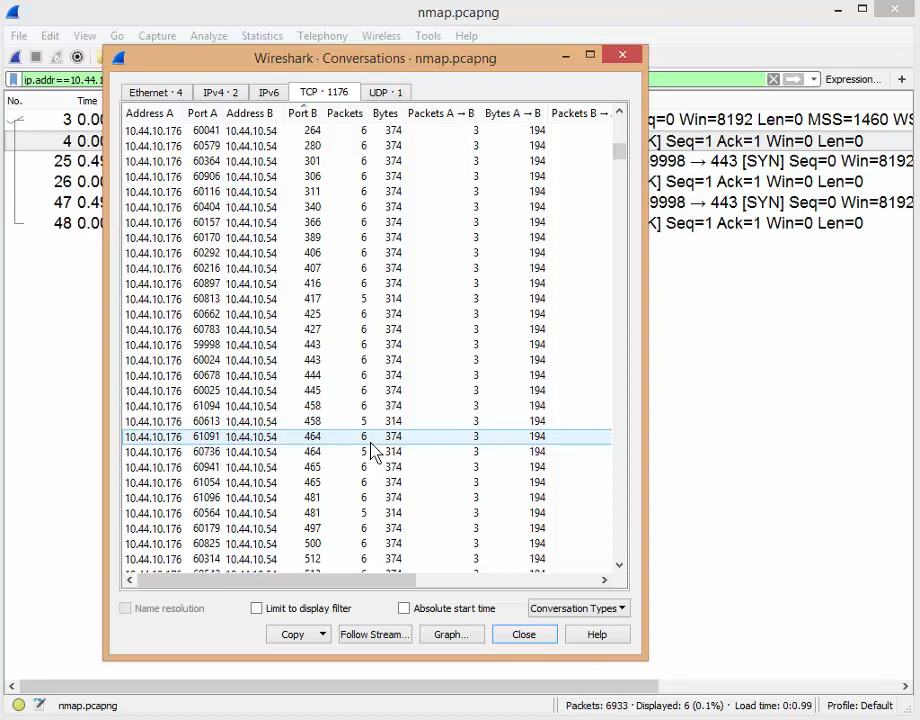 nmap.pcapng
File Edit View Go Capture Analyze Statistics Telephony Wireless Tools Help
Wireshark · Conversations · nmap.pcapng
ip.addr==10.44.1
Expression... +
Ethernet · 4 IPv4 · 2 IPv6 TCP · 1176 UDP · 1
No. Time
Address A Port A Address B Port B Packets Bytes Packets A → B Bytes A → B Packets B →
3 0.00
q=0 Win=8192 Len=0 MSS=1460 WS
10.44.10.176 60041 10.44.10.54 264 6 374 3 194
4 0.00
K] Seq=1 Ack=1 Win=0 Len=0
10.44.10.176 60579 10.44.10.54 280 6 374 3 194
25 0.49
9998 → 443 [SYN] Seq=0 Win=8192
10.44.10.176 60364 10.44.10.54 301 6 374 3 194
10.44.10.176 60906 10.44.10.54 306 6 374 3 194
26 0.00
K] Seq=1 Ack=1 Win=0 Len=0
10.44.10.176 60116 10.44.10.54 311 6 374 3 194
47 0.49
9998 → 443 [SYN] Seq=0 Win=8192
10.44.10.176 60404 10.44.10.54 340 6 374 3 194
48 0.00
K] Seq=1 Ack=1 Win=0 Len=0
10.44.10.176 60157 10.44.10.54 366 6 374 3 194
10.44.10.176 60170 10.44.10.54 389 6 374 3 194
10.44.10.176 60292 10.44.10.54 406 6 374 3 194
10.44.10.176 60216 10.44.10.54 407 6 374 3 194
10.44.10.176 60897 10.44.10.54 416 6 374 3 194
10.44.10.176 60813 10.44.10.54 417 5 314 3 194
10.44.10.176 60662 10.44.10.54 425 6 374 3 194
10.44.10.176 60783 10.44.10.54 427 6 374 3 194
10.44.10.176 59998 10.44.10.54 443 6 374 3 194
10.44.10.176 60024 10.44.10.54 443 6 374 3 194
10.44.10.176 60678 10.44.10.54 444 6 374 3 194
10.44.10.176 60025 10.44.10.54 445 6 374 3 194
10.44.10.176 61094 10.44.10.54 458 6 374 3 194
10.44.10.176 60613 10.44.10.54 458 5 314 3 194
10.44.10.176 61091 10.44.10.54 464 6 374 3 194
10.44.10.176 60736 10.44.10.54 464 5 314 3 194
10.44.10.176 60941 10.44.10.54 465 6 374 3 194
10.44.10.176 61054 10.44.10.54 465 6 374 3 194
10.44.10.176 61096 10.44.10.54 481 6 374 3 194
10.44.10.176 60564 10.44.10.54 481 5 314 3 194
10.44.10.176 60179 10.44.10.54 497 6 374 3 194
10.44.10.176 60825 10.44.10.54 500 6 374 3 194
10.44.10.176 60314 10.44.10.54 512 6 374 3 194
Name resolution Limit to display filter Absolute start time Conversation Types
Copy Follow Stream... Graph... Close Help
nmap.pcapng Packets: 6933 · Displayed: 6 (0.1%) · Load time: 0:0.99 Profile: Default